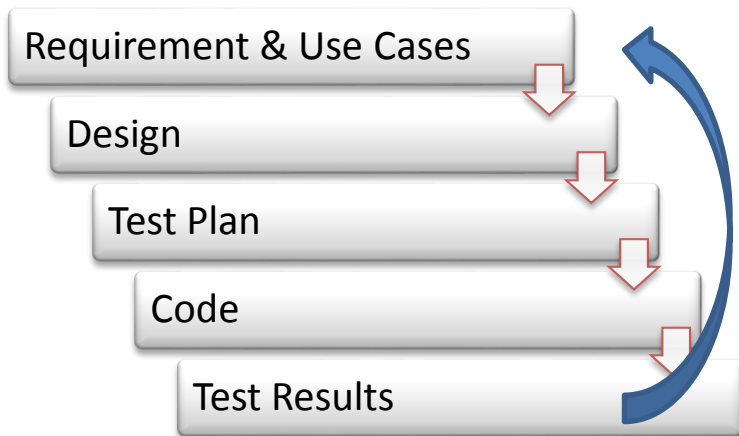 Requirement & Use Cases
Design
Test Plan
Code
Test Results